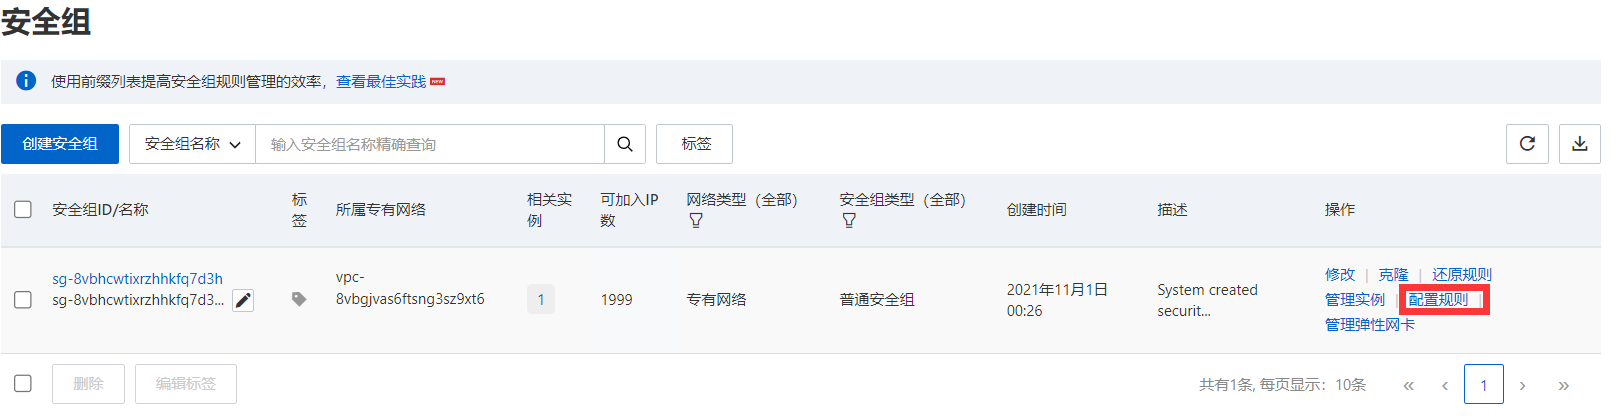 安全组
使用前缀列表提高安全组规则管理的效率，查看最佳实践 NEW
创建安全组 安全组名称 输入安全组名称精确查询 标签
安全组ID/名称 标签 所属专有网络 相关实例 可加入IP数 网络类型（全部） 安全组类型（全部） 创建时间 描述 操作
sg-8vbhcwtixrzhhkfq7d3h
sg-8vbhcwtixrzhhkfq7d3...
vpc-
8vbgjvas6ftsng3sz9xt6
1
1999
专有网络
普通安全组
2021年11月1日
00:26
System created
securit...
修改 | 克隆 | 还原规则
管理实例 | 配置规则 |
管理弹性网卡
删除 编辑标签 共有1条, 每页显示：10条 « ‹ 1 › »